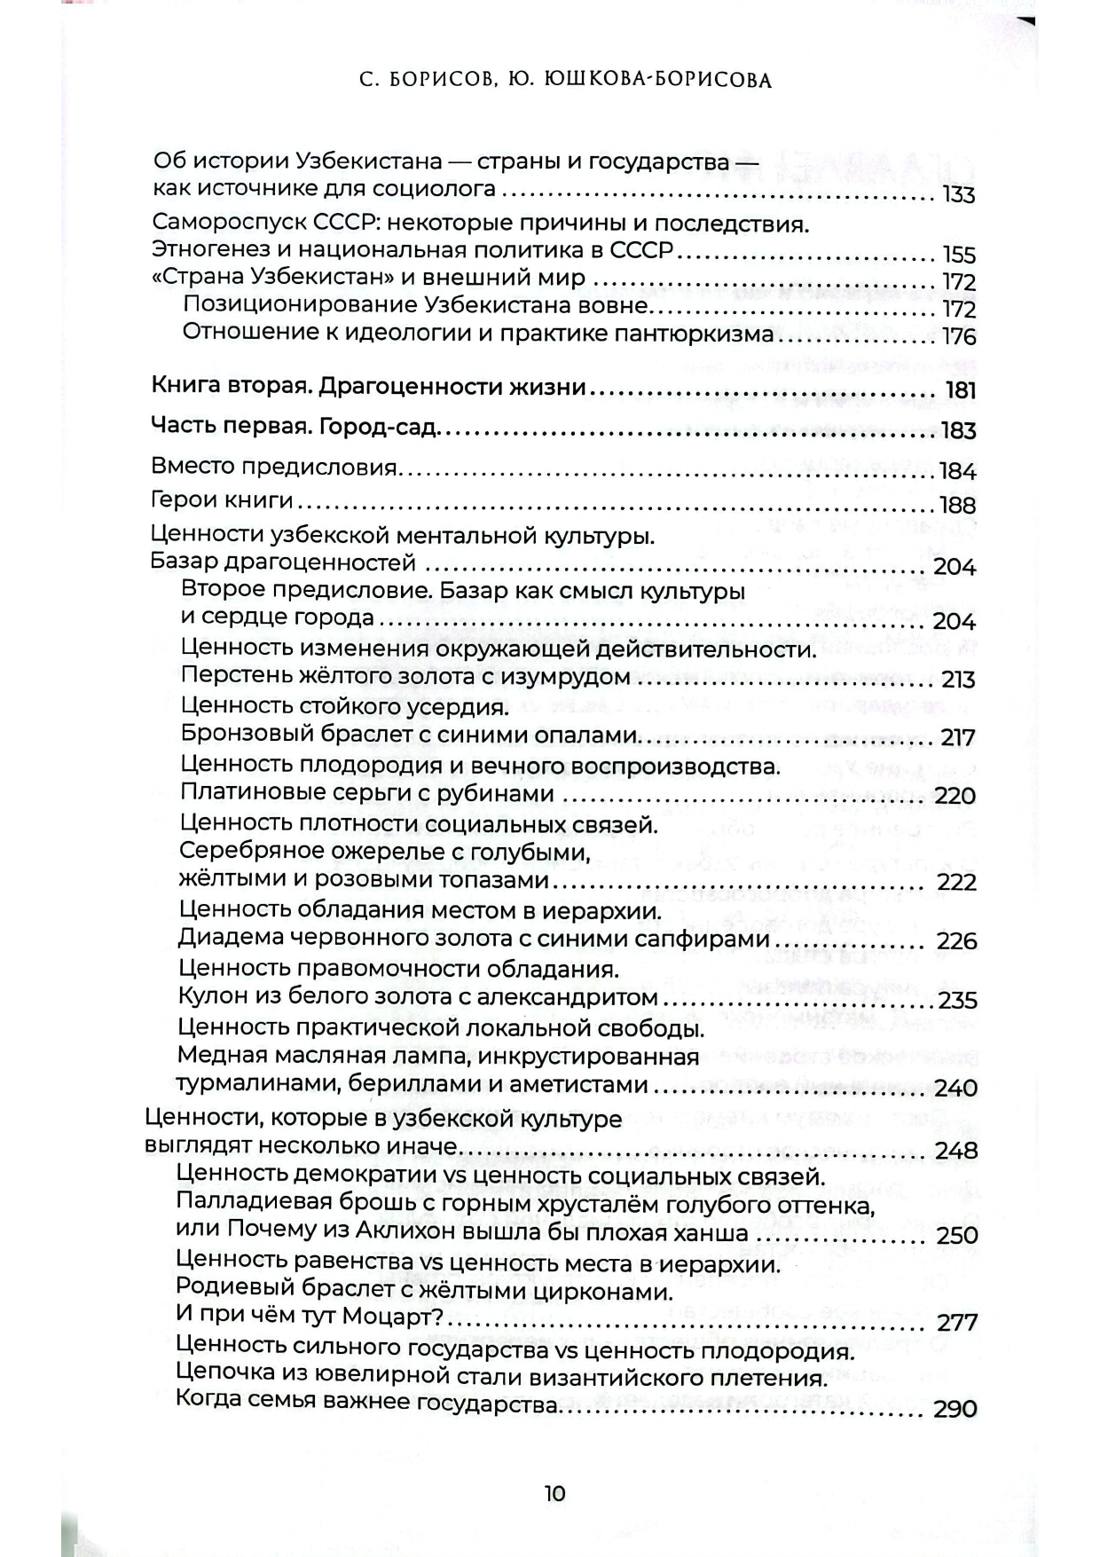 С. БОРИСОВ, Ю. ЮШКОВА-БОРИСОВА
Об истории Узбекистана — страны и государства —
как источнике для социолога ........................................ 133
Самороспуск СССР: некоторые причины и последствия.
Этногенез и национальная политика в СССР........................ 155
«Страна Узбекистан» и внешний мир ................................ 172
Позиционирование Узбекистана вовне............................ 172
Отношение к идеологии и практике пантюркизма............... 176
Книга вторая. Драгоценности жизни................................ 181
Часть первая. Город-сад............................................... 183
Вместо предисловия.................................................... 184
Герои книги............................................................. 188
Ценности узбекской ментальной культуры.
Базар драгоценностей ................................................ 204
Второе предисловие. Базар как смысл культуры
и сердце города .................................................... 204
Ценность изменения окружающей действительности.
Перстень жёлтого золота с изумрудом ............................ 213
Ценность стойкого усердия.
Бронзовый браслет с синими опалами............................ 217
Ценность плодородия и вечного воспроизводства.
Платиновые серьги с рубинами .................................. 220
Ценность плотности социальных связей.
Серебряное ожерелье с голубыми,
жёлтыми и розовыми топазами.................................. 222
Ценность обладания местом в иерархии.
Диадема червонного золота с синими сапфирами.............. 226
Ценность правомочности обладания.
Кулон из белого золота с александритом ........................ 235
Ценность практической локальной свободы.
Медная масляная лампа, инкрустированная
турмалинами, бериллами и аметистами ......................... 240
Ценности, которые в узбекской культуре
выглядят несколько иначе............................................. 248
Ценность демократии vs ценность социальных связей.
Палладиевая брошь с горным хрусталём голубого оттенка,
или Почему из Аклихон вышла бы плохая ханша ................ 250
Ценность равенства vs ценность места в иерархии.
Родиевый браслет с жёлтыми цирконами.
И при чём тут Моцарт?............................................. 277
Ценность сильного государства vs ценность плодородия.
Цепочка из ювелирной стали византийского плетения.
Когда семья важнее государства.................................. 290
10